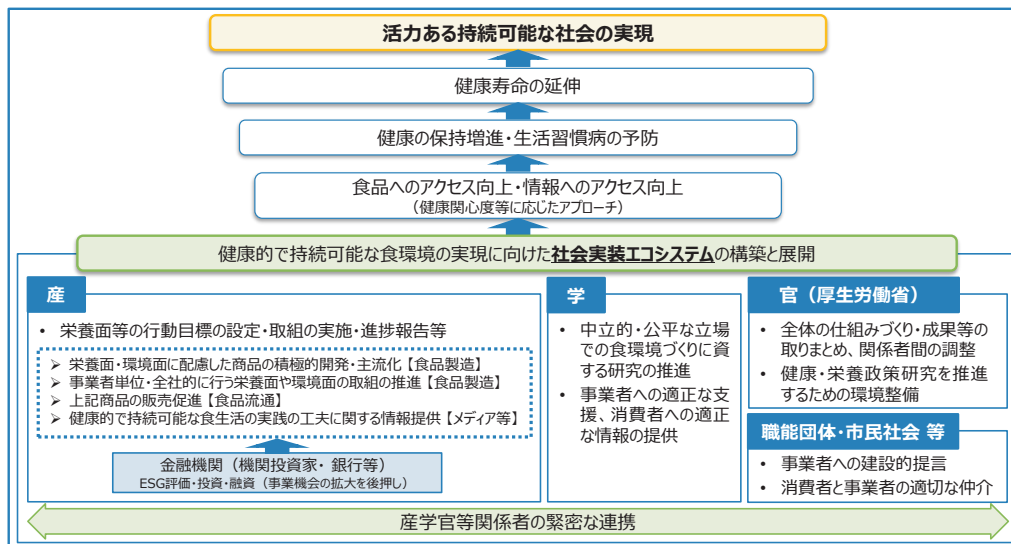 活力ある持続可能な社会の実現
健康寿命の延伸
健康の保持増進・生活習慣病の予防
食品へのアクセス向上・情報へのアクセス向上
（健康関心度等に応じたアプローチ）
健康的で持続可能な食環境の実現に向けた社会実装エコシステムの構築と展開
産
• 栄養面等の行動目標の設定・取組の実施・進捗報告等
➢ 栄養面・環境面に配慮した商品の積極的開発・主流化【食品製造】
➢ 事業者単位・全社的に行う栄養面や環境面の取組の推進【食品製造】
➢ 上記商品の販売促進【食品流通】
➢ 健康的で持続可能な食生活の実践の工夫に関する情報提供【メディア等】
金融機関（機関投資家・ 銀行等）
ESG評価・投資・融資（事業機会の拡大を後押し）
学
• 中立的・公平な立場
での食環境づくりに資
する研究の推進
• 事業者への適正な支
援、消費者への適正
な情報の提供
官（厚生労働省）
• 全体の仕組みづくり・成果等の
取りまとめ、関係者間の調整
• 健康・栄養政策研究を推進
するための環境整備
職能団体・市民社会 等
• 事業者への建設的提言
• 消費者と事業者の適切な仲介
産学官等関係者の緊密な連携